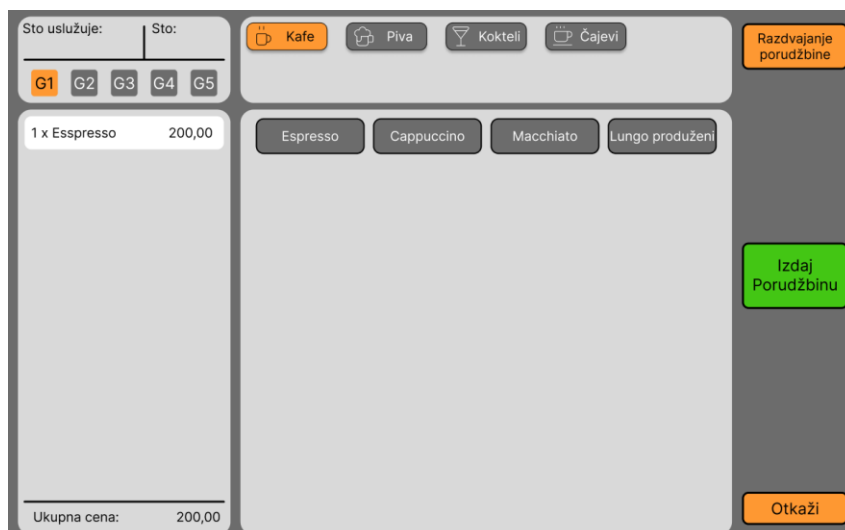 Sto uslužuje: Sto:
G1 G2 G3 G4 G5
1 x Esspresso 200,00
Ukupna cena: 200,00
Kafe Piva Kokteli Čajevi
Espresso Cappuccino Macchiato Lungo produženi
Razdvajanje
porudžbine
Izdaj
Porudžbinu
Otkaži